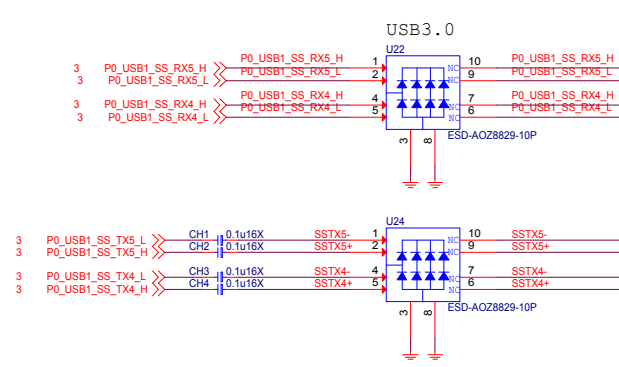 USB3.0
U22
3 P0_USB1_SS_RX5_H P0_USB1_SS_RX5_H 1 NC 10 P0_USB1_SS_RX5_H
3 P0_USB1_SS_RX5_L P0_USB1_SS_RX5_L 2 9 P0_USB1_SS_RX5_L
3 P0_USB1_SS_RX4_H P0_USB1_SS_RX4_H 4 NC 7 P0_USB1_SS_RX4_H
3 P0_USB1_SS_RX4_L P0_USB1_SS_RX4_L 5 NC 6 P0_USB1_SS_RX4_L
ESD-AOZ8829-10P
3 8
U24
3 P0_USB1_SS_TX5_L CH1 0.1u16X SSTX5- 1 NC 10 SSTX5-
3 P0_USB1_SS_TX5_H CH2 0.1u16X SSTX5+ 2 9 SSTX5+
3 P0_USB1_SS_TX4_L CH3 0.1u16X SSTX4- 4 NC 7 SSTX4-
3 P0_USB1_SS_TX4_H CH4 0.1u16X SSTX4+ 5 NC 6 SSTX4+
ESD-AOZ8829-10P
3 8